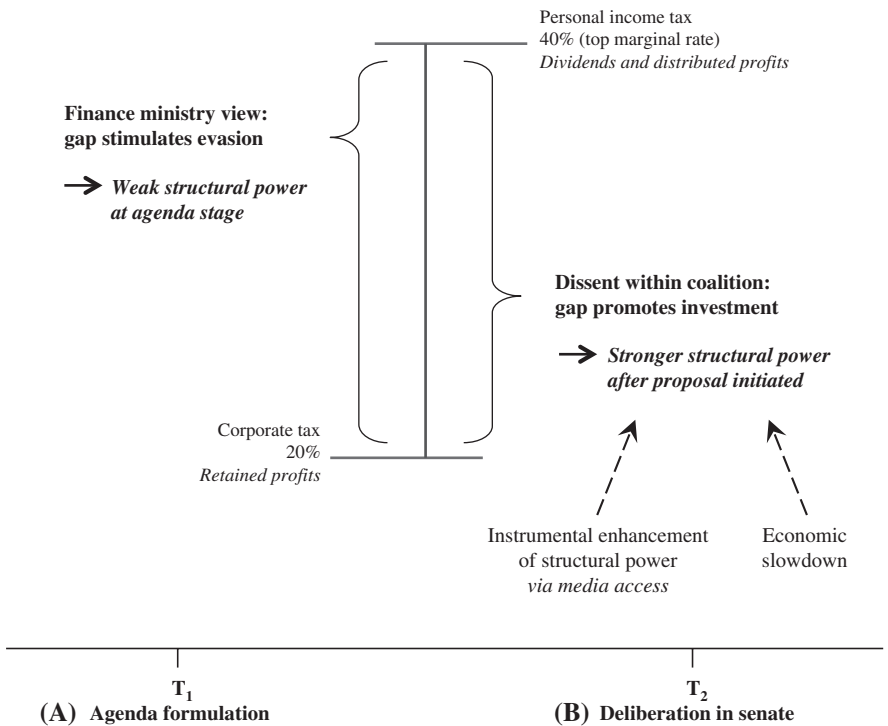 Personal income tax
40% (top marginal rate)
Dividends and distributed profits
Finance ministry view:
gap stimulates evasion
Weak structural power
at agenda stage
Dissent within coalition:
gap promotes investment
Stronger structural power
after proposal initiated
Corporate tax
20%
Retained profits
Instrumental enhancement
of structural power
via media access
Economic
slowdown
T1
(A) Agenda formulation
T2
(B) Deliberation in senate